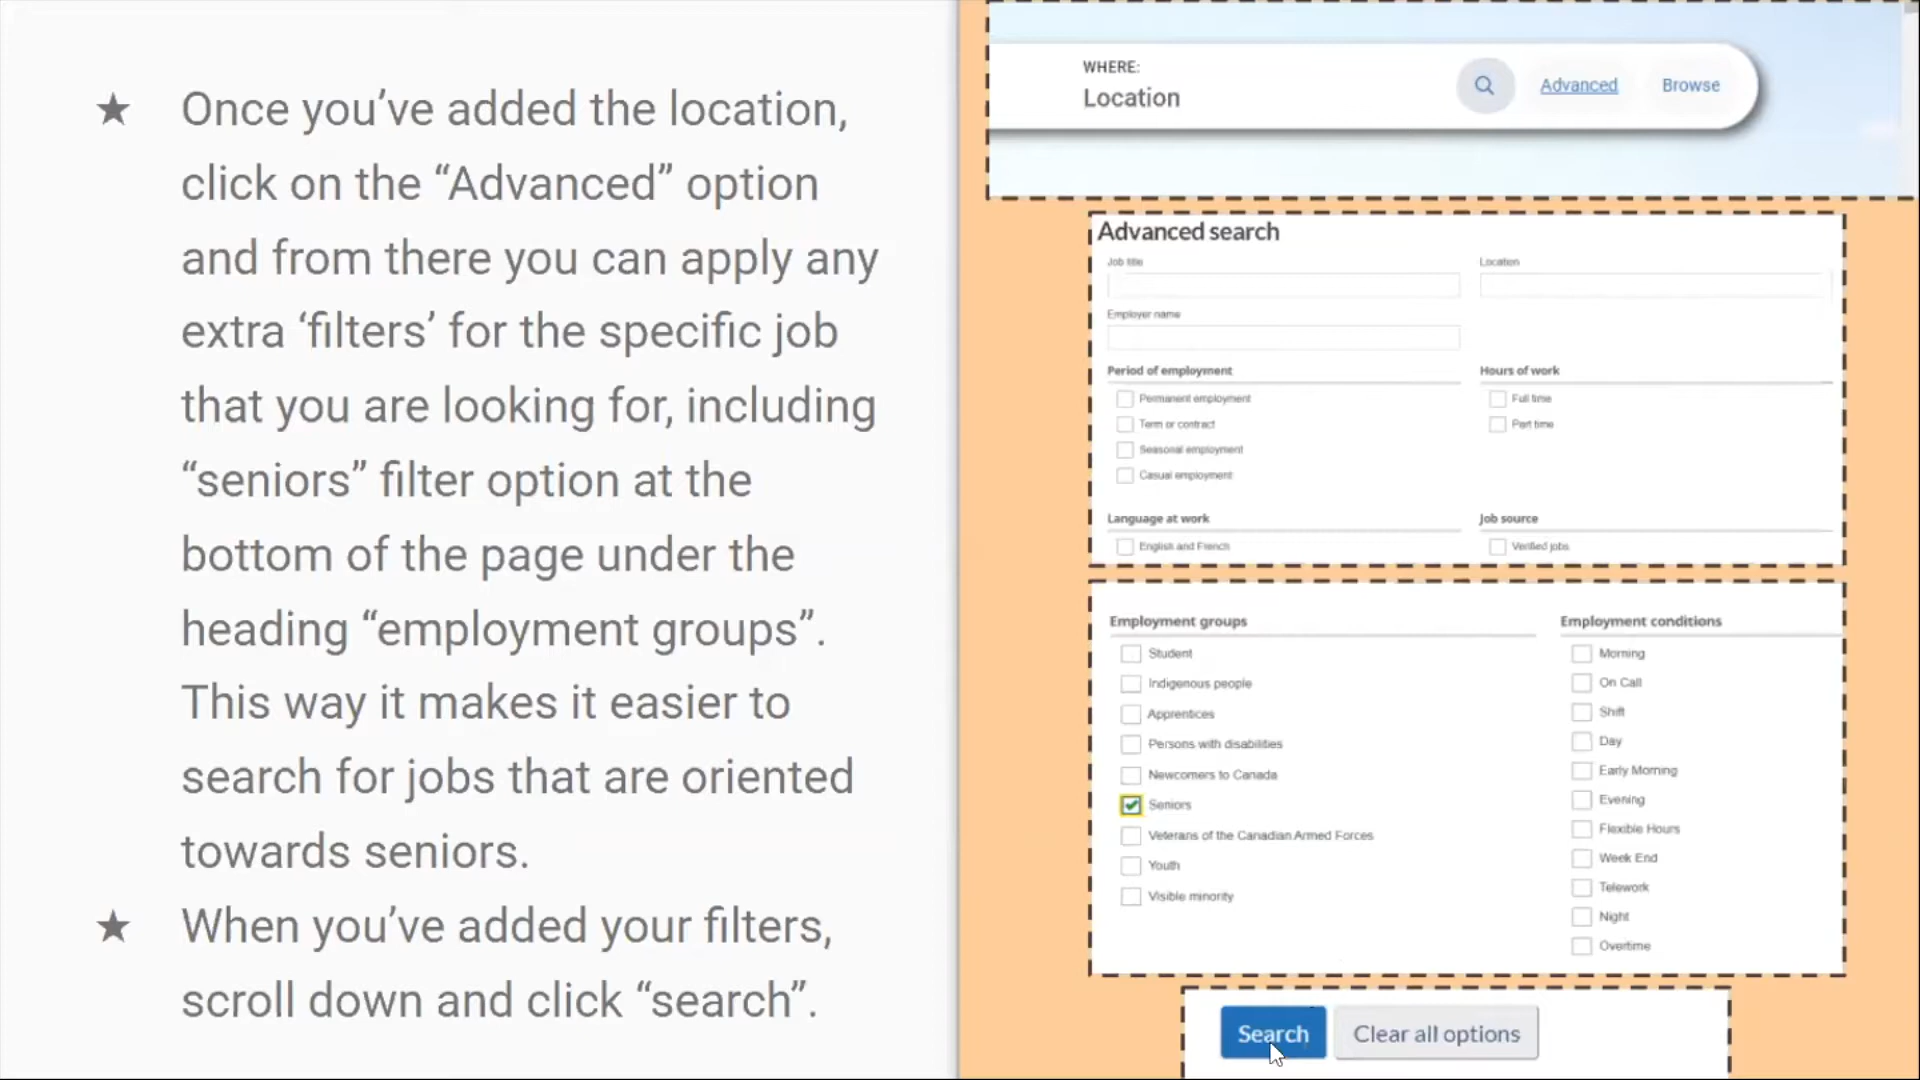 ★ Once you’ve added the location,
click on the “Advanced” option
and from there you can apply any
extra ‘filters’ for the specific job
that you are looking for, including
“seniors” filter option at the
bottom of the page under the
heading “employment groups”.
This way it makes it easier to
search for jobs that are oriented
towards seniors.
★ When you’ve added your filters,
scroll down and click “search”.
WHERE:
Location
Advanced
Browse
Advanced search
Job title
Location
Employer name
Period of employment
Permanent employment
Term or contract
Seasonal employment
Casual employment
Hours of work
Full time
Part time
Language at work
English and French
Job source
Verified jobs
Employment groups
Student
Indigenous people
Apprentices
Persons with disabilities
Newcomers to Canada
Seniors
Veterans of the Canadian Armed Forces
Youth
Visible minority
Employment conditions
Morning
On Call
Shift
Day
Early Morning
Evening
Flexible Hours
Week End
Telework
Night
Overtime
Search
Clear all options